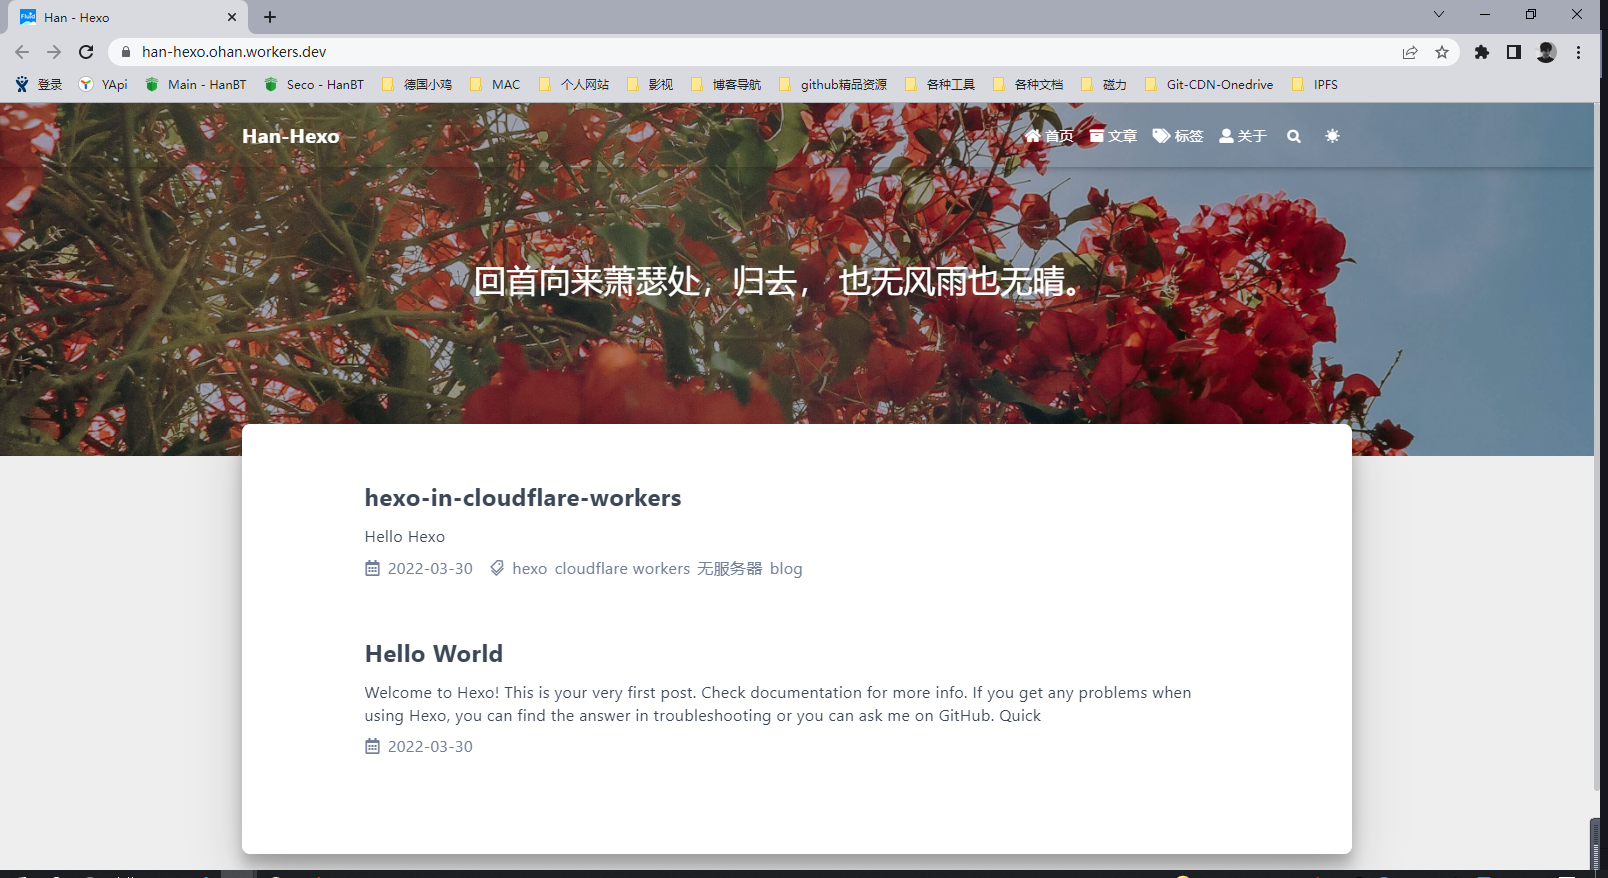 Han - Hexo
han-hexo.ohan.workers.dev
登录 YApi Main - HanBT Seco - HanBT 德国小鸡 MAC 个人网站 影视 博客导航 github精品资源 各种工具 各种文档 磁力 Git-CDN-Onedrive IPFS
Han-Hexo 首页 文章 标签 关于
回首向来萧瑟处，归去， 也无风雨也无晴。
hexo-in-cloudflare-workers
Hello Hexo
2022-03-30 hexo cloudflare workers 无服务器 blog
Hello World
Welcome to Hexo! This is your very first post. Check documentation for more info. If you get any problems when
using Hexo, you can find the answer in troubleshooting or you can ask me on GitHub. Quick
2022-03-30